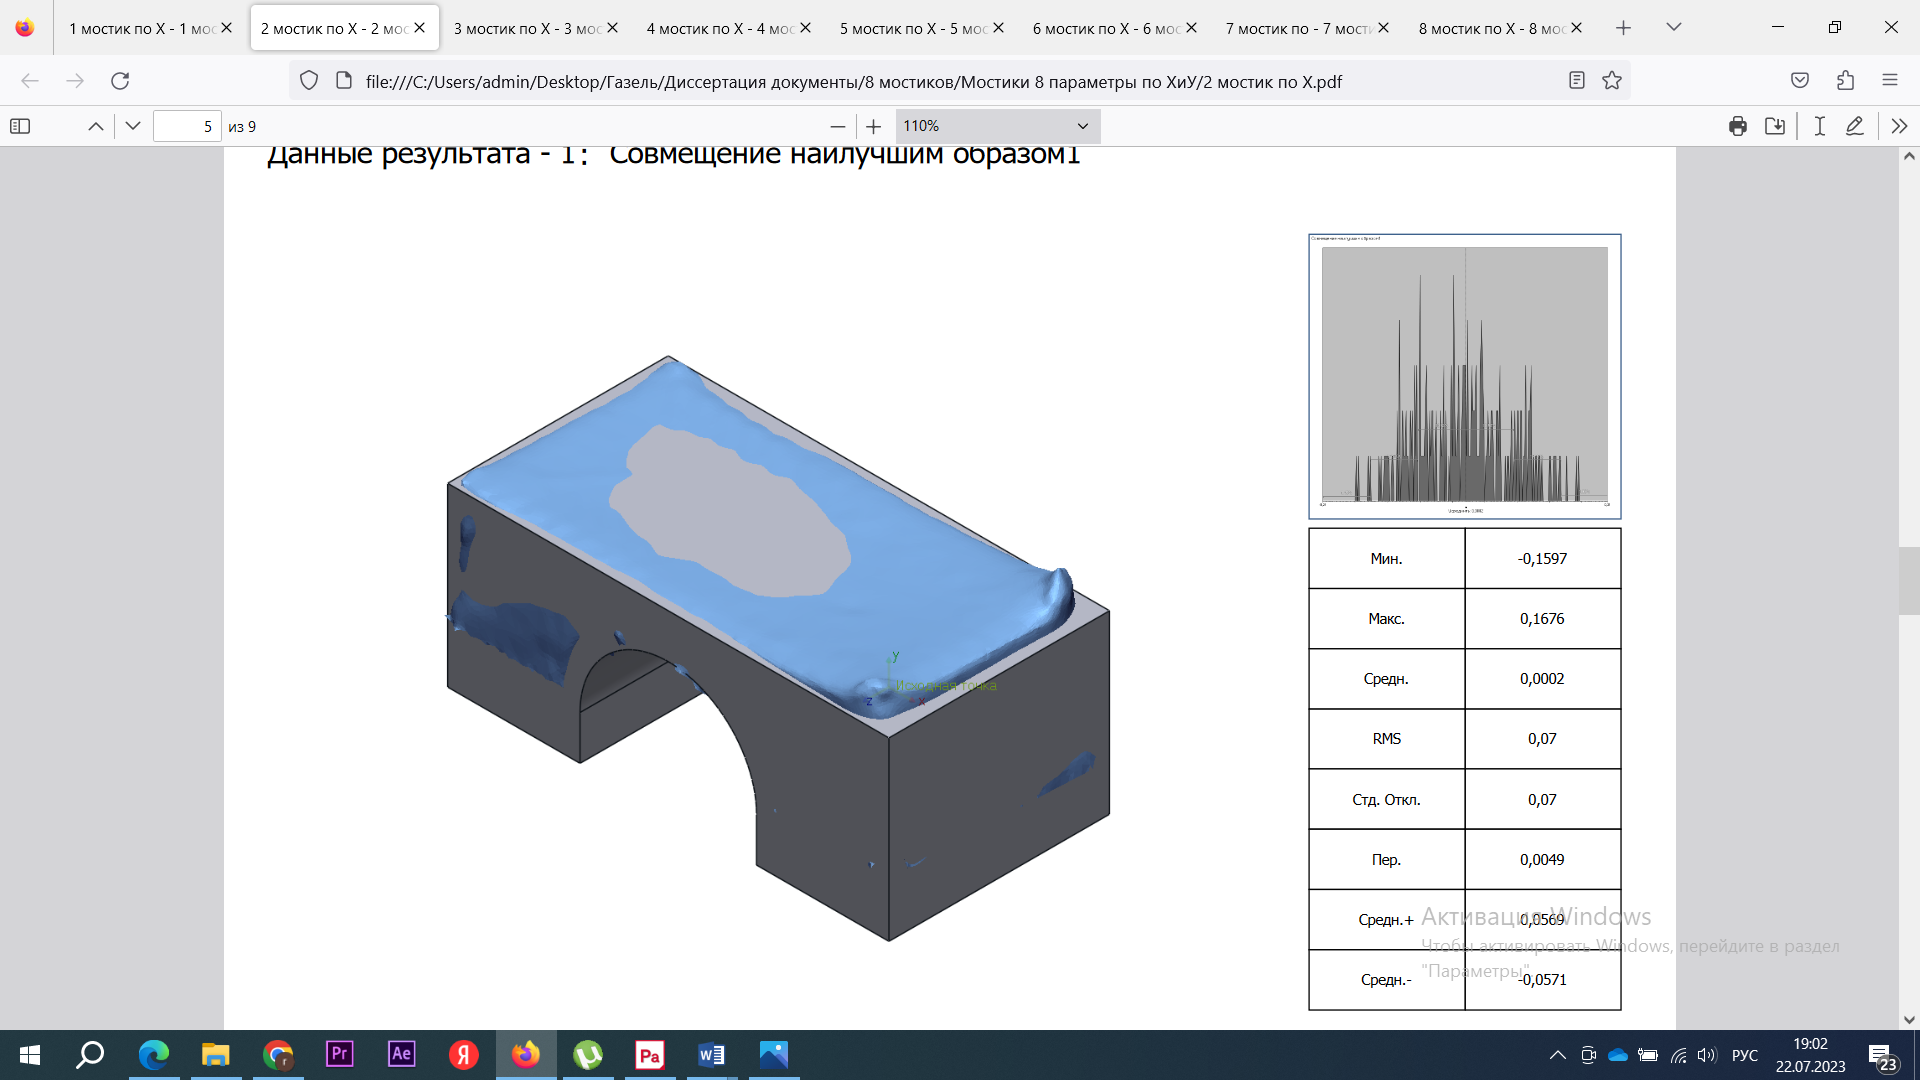 1 мостик по X - 1 мос
2 мостик по X - 2 мос
3 мостик по X - 3 мос
4 мостик по X - 4 мос
5 мостик по X - 5 мос
6 мостик по X - 6 мос
7 мостик по - 7 мости
8 мостик по X - 8 мос
file:///C:/Users/admin/Desktop/Газель/Диссертация документы/8 мостиков/Мостики 8 параметры по ХиУ/2 мостик по X.pdf
5 из 9
110%
Данные результата - 1: Совмещение наилучшим образом1
y
Исходная точка
z
x
Мин. -0,1597
Макс. 0,1676
Средн. 0,0002
RMS 0,07
Стд. Откл. 0,07
Пер. 0,0049
Средн.+ 0,0569
Средн.- -0,0571
Активация Windows
Чтобы активировать Windows, перейдите в раздел
"Параметры".
Pr
Ae
Я
Pa
РУС
19:02
22.07.2023
23